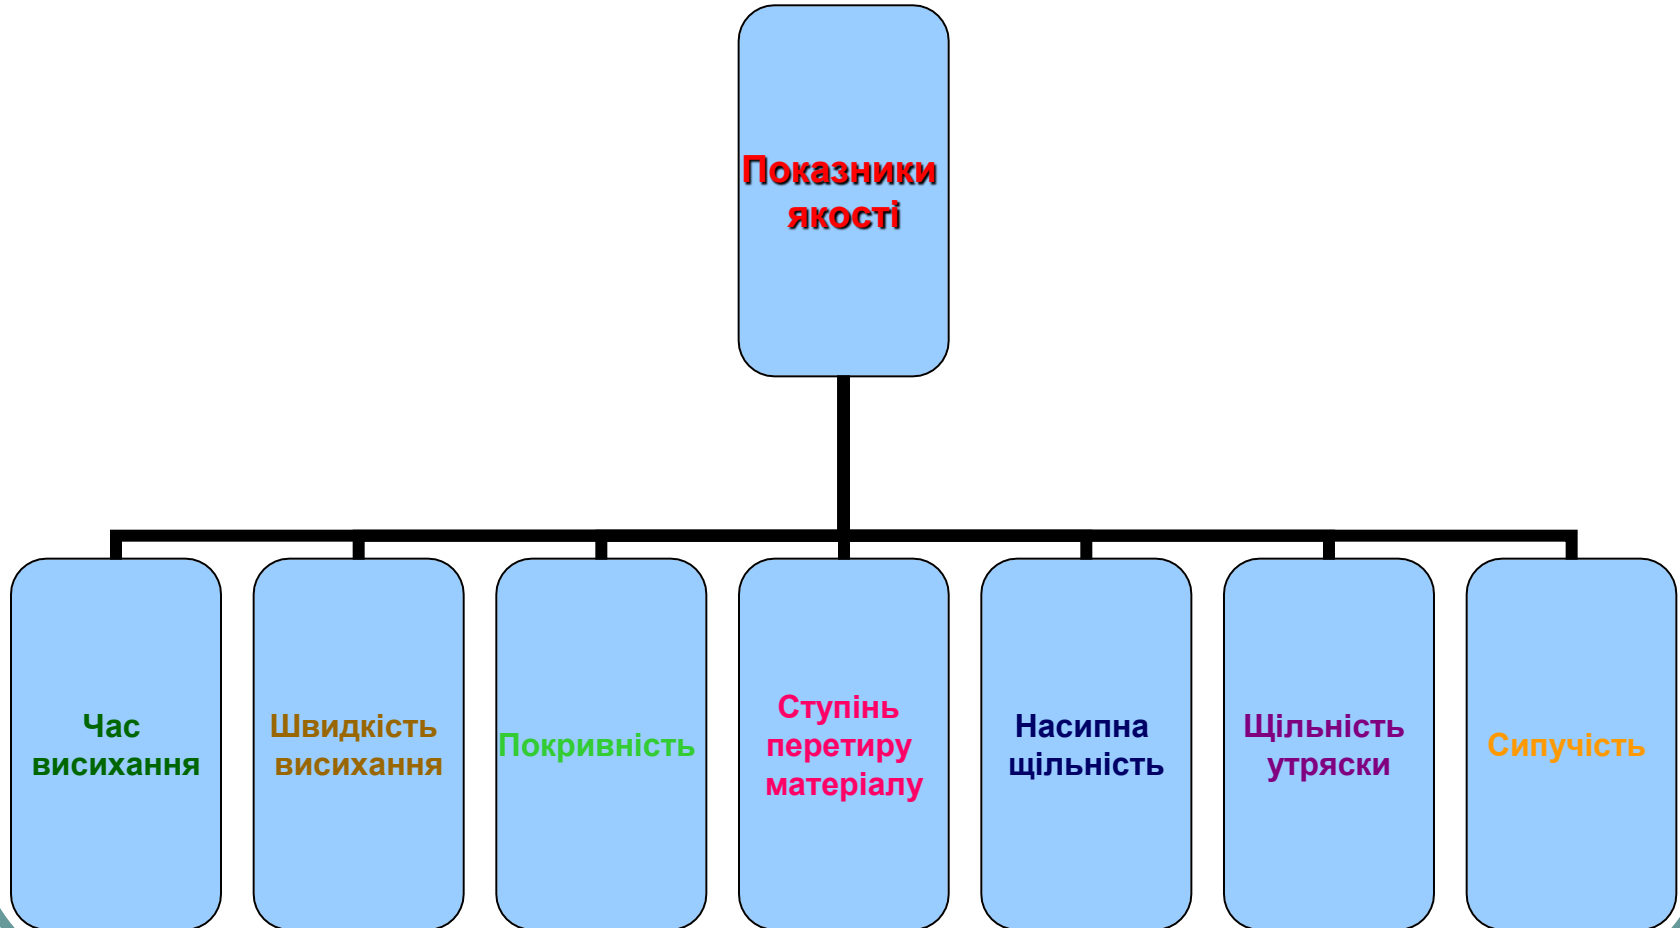 Показники
якості
Час
висихання
Швидкість
висихання
Покривність
Ступінь
перетиру
матеріалу
Насипна
щільність
Щільність
утряски
Сипучість